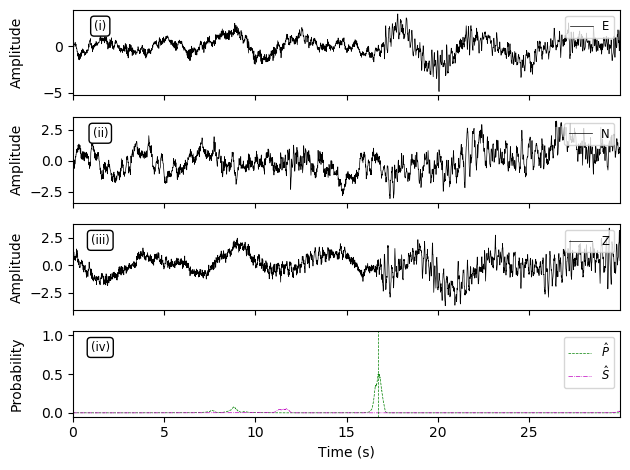 (i)
E
Amplitude
0
−5
(ii)
N
Amplitude
2.5
0.0
−2.5
(iii)
Z
Amplitude
2.5
0.0
−2.5
(iv)
P̂
Ŝ
Probability
1.0
0.5
0.0
0 5 10 15 20 25
Time (s)